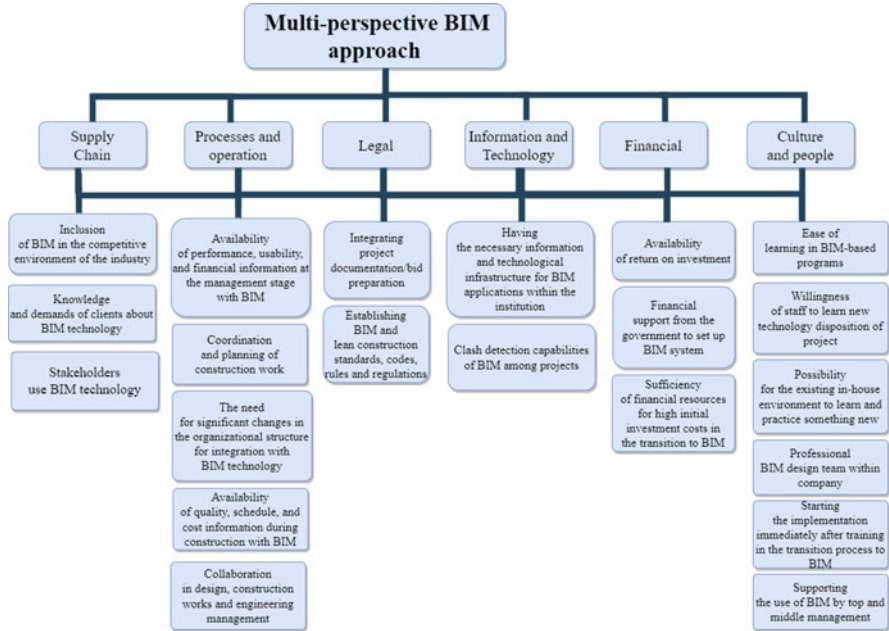 Multi-perspective BIM
approach
Supply
Chain
Processes and
operation
Legal
Information and
Technology
Financial
Culture
and people
Inclusion
of BIM in the competitive
environment of the industry
Knowledge
and demands of clients about
BIM technology
Stakeholders
use BIM technology
Availability
of performance, usability,
and financial information at
the management stage
with BIM
Coordination
and planning of
construction work
The need
for significant changes in
the organizational structure
for integration with
BIM technology
Availability
of quality, schedule, and
cost information during
construction with BIM
Collaboration
in design, construction
works and engineering
management
Integrating
project
documentation/bid
preparation
Establishing
BIM and
lean construction
standards, codes,
rules and regulations
Having
the necessary information
and technological
infrastructure for BIM
applications within the
institution
Clash detection capabilities
of BIM among projects
Availability
of return on investment
Financial
support from the
government to set up
BIM system
Sufficiency
of financial resources
for high initial
investment costs in
the transition to BIM
Ease of
learning in BIM-based
programs
Willingness
of staff to learn new
technology disposition of
project
Possibility
for the existing in-house
environment to learn and
practice something new
Professional
BIM design team within
company
Starting
the implementation
immediately after training
in the transition process to
BIM
Supporting
the use of BIM by top and
middle management